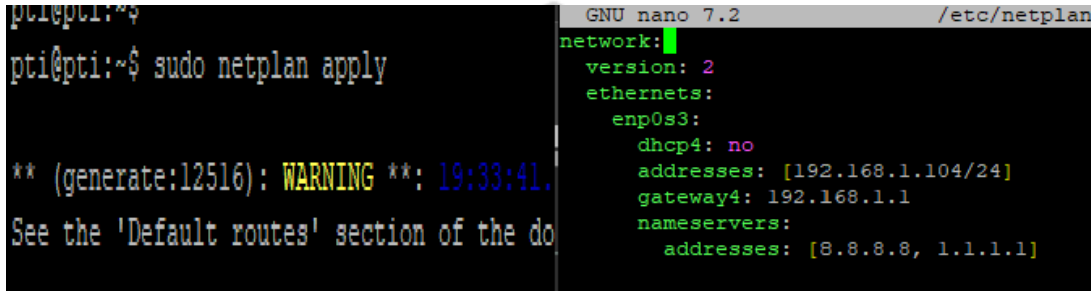 pti@pti:~$
pti@pti:~$ sudo netplan apply
** (generate:12516): WARNING **: 19:33:41.
See the 'Default routes' section of the do
GNU nano 7.2 /etc/netplan
network:
version: 2
ethernets:
enp0s3:
dhcp4: no
addresses: [192.168.1.104/24]
gateway4: 192.168.1.1
nameservers:
addresses: [8.8.8.8, 1.1.1.1]